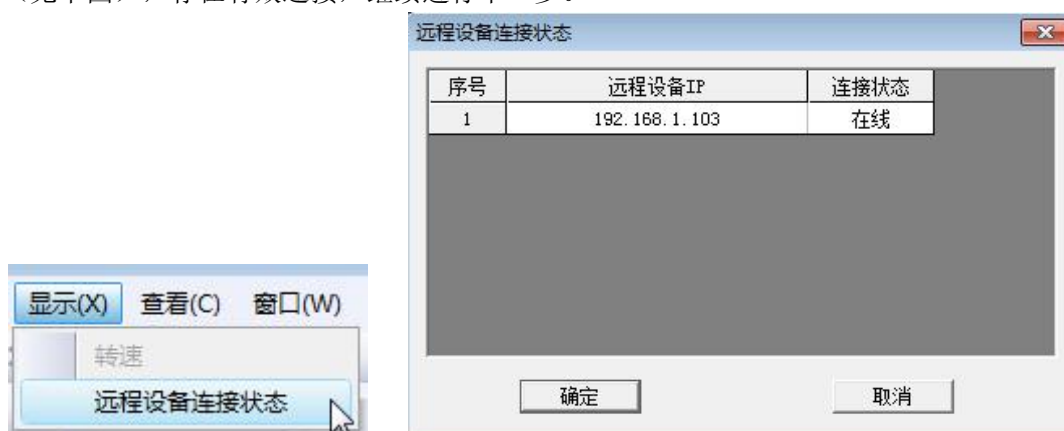 远程设备连接状态
序号 远程设备IP 连接状态
1 192.168.1.103 在线
确定 取消
显示(X) 查看(C) 窗口(W)
转速
远程设备连接状态